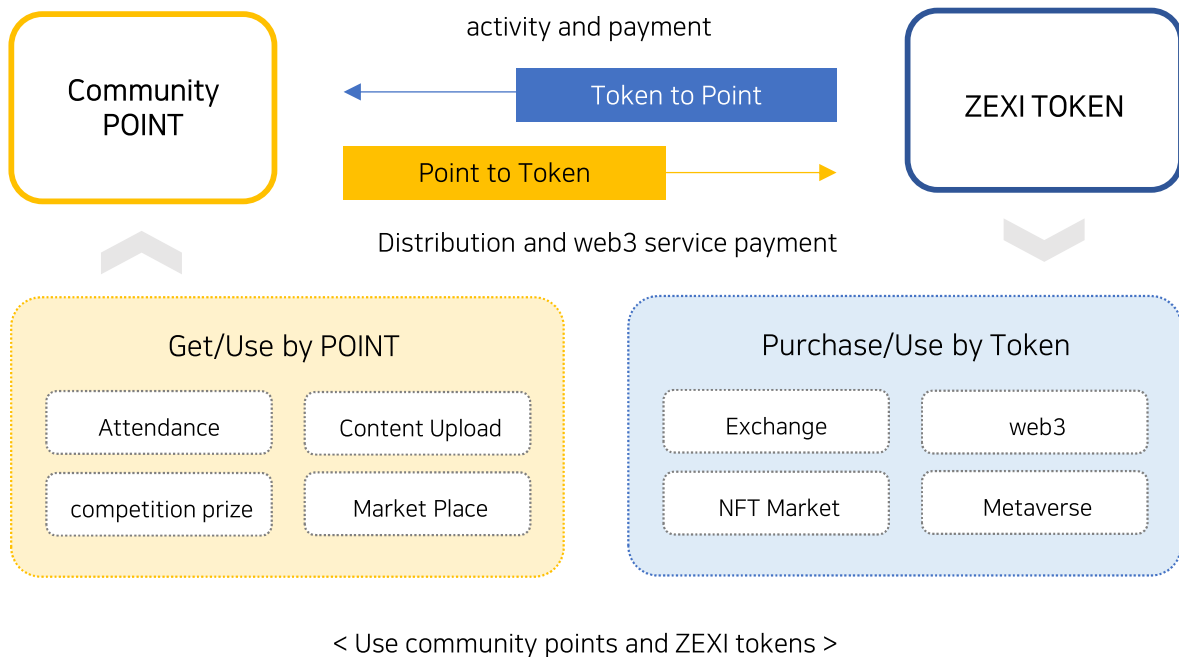 activity and payment
Community
POINT
Token to Point
ZEXI TOKEN
Point to Token
Distribution and web3 service payment
Get/Use by POINT
Attendance
Content Upload
competition prize
Market Place
Purchase/Use by Token
Exchange
web3
NFT Market
Metaverse
< Use community points and ZEXI tokens >